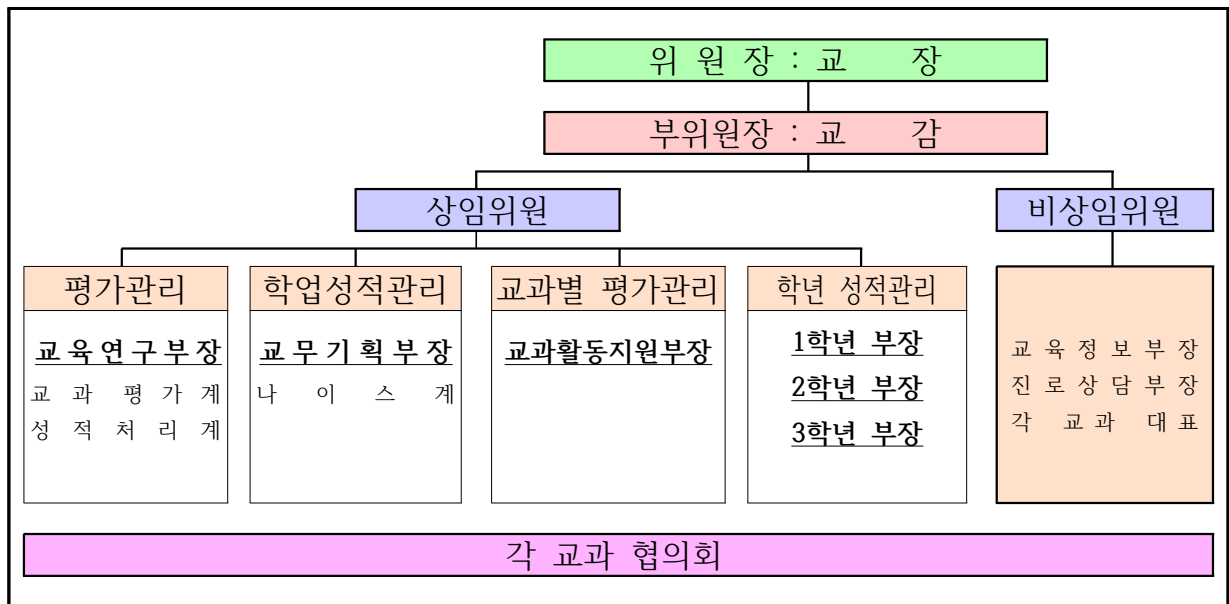 위 원 장 : 교 장
부위원장 : 교 감
상임위원
비상임위원
평가관리
교육연구부장
교 과 평 가 계
성 적 처 리 계
학업성적관리
교무기획부장
나 이 스 계
교과별 평가관리
교과활동지원부장
학년 성적관리
1학년 부장
2학년 부장
3학년 부장
교 육 정 보 부 장
진 로 상 담 부 장
각 교 과 대 표
각 교과 협의회